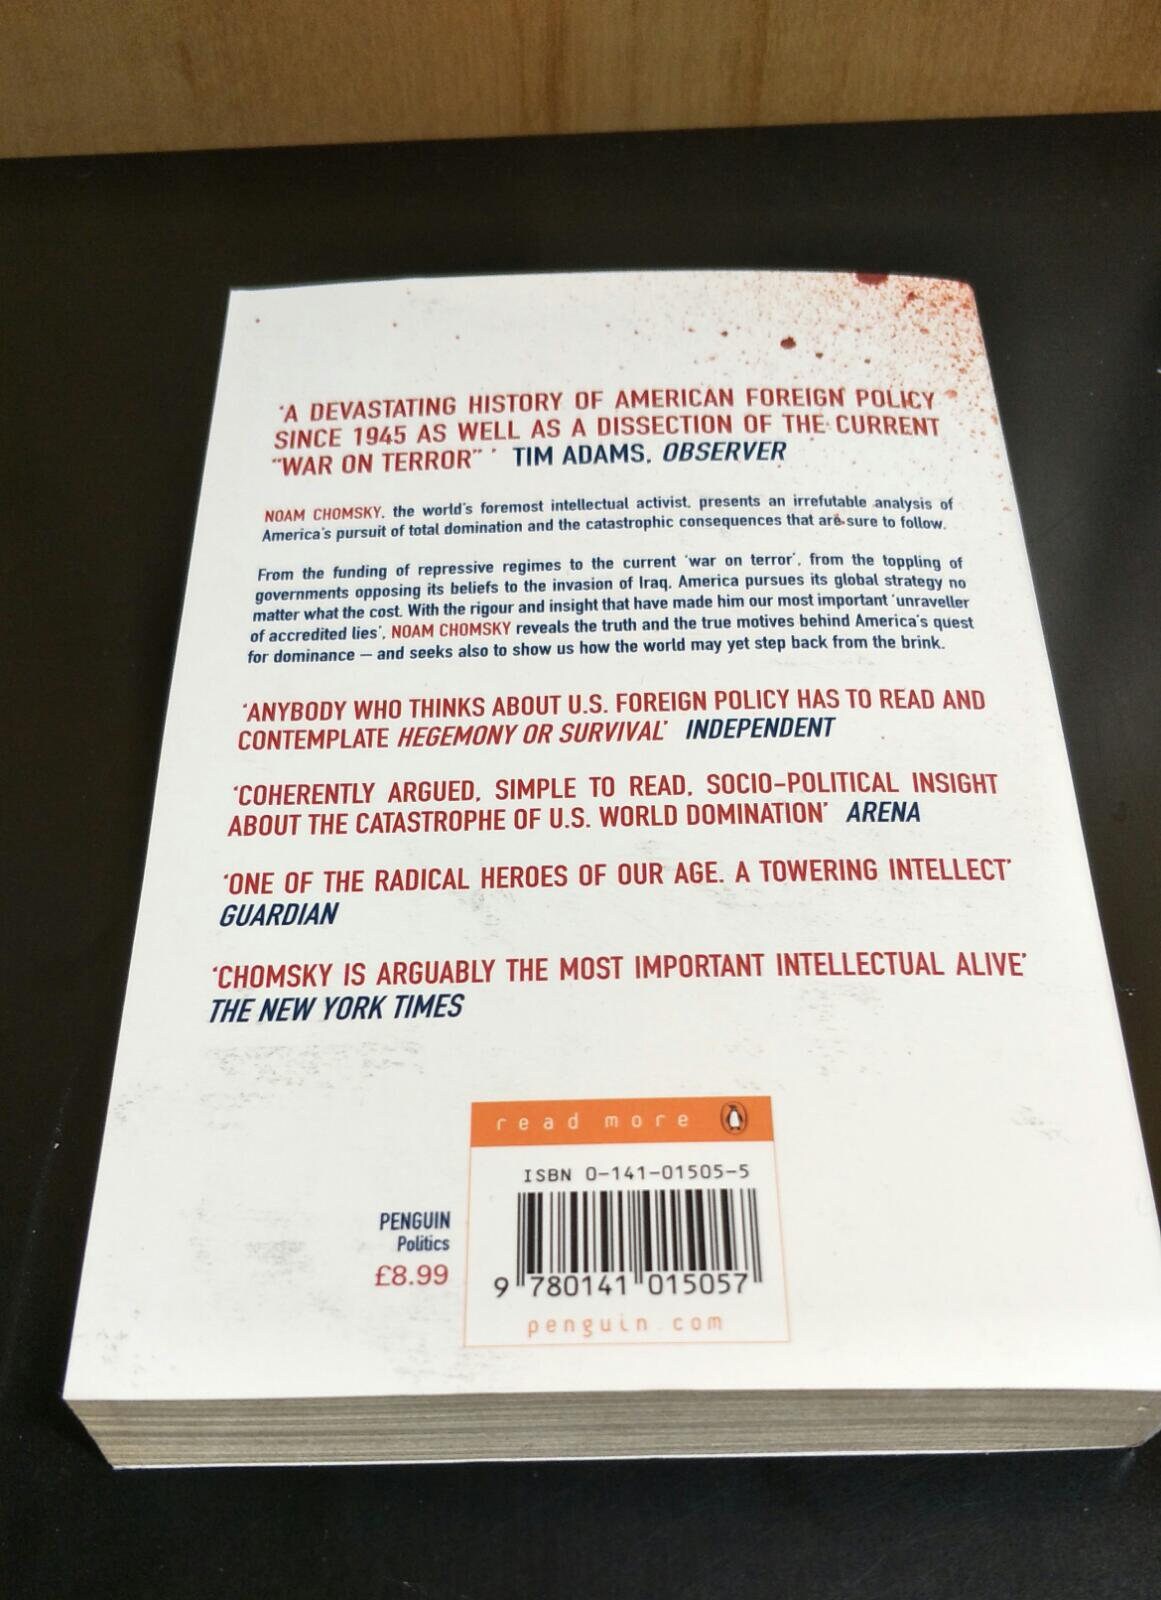 'A DEVASTATING HISTORY OF AMERICAN FOREIGN POLICY
SINCE 1945 AS WELL AS A DISSECTION OF THE CURRENT
"WAR ON TERROR" ' TIM ADAMS, OBSERVER
NOAM CHOMSKY, the world's foremost intellectual activist, presents an irrefutable analysis of
America's pursuit of total domination and the catastrophic consequences that are sure to follow.
From the funding of repressive regimes to the current 'war on terror', from the toppling of
governments opposing its beliefs to the invasion of Iraq, America pursues its global strategy no
matter what the cost. With the rigour and insight that have made him our most important 'unraveller
of accredited lies', NOAM CHOMSKY reveals the truth and the true motives behind America's quest
for dominance — and seeks also to show us how the world may yet step back from the brink.
'ANYBODY WHO THINKS ABOUT U.S. FOREIGN POLICY HAS TO READ AND
CONTEMPLATE HEGEMONY OR SURVIVAL' INDEPENDENT
'COHERENTLY ARGUED, SIMPLE TO READ, SOCIO-POLITICAL INSIGHT
ABOUT THE CATASTROPHE OF U.S. WORLD DOMINATION' ARENA
'ONE OF THE RADICAL HEROES OF OUR AGE. A TOWERING INTELLECT'
GUARDIAN
'CHOMSKY IS ARGUABLY THE MOST IMPORTANT INTELLECTUAL ALIVE'
THE NEW YORK TIMES
read more
ISBN 0-141-01505-5
PENGUIN
Politics
£8.99
9 780141 015057
penguin.com